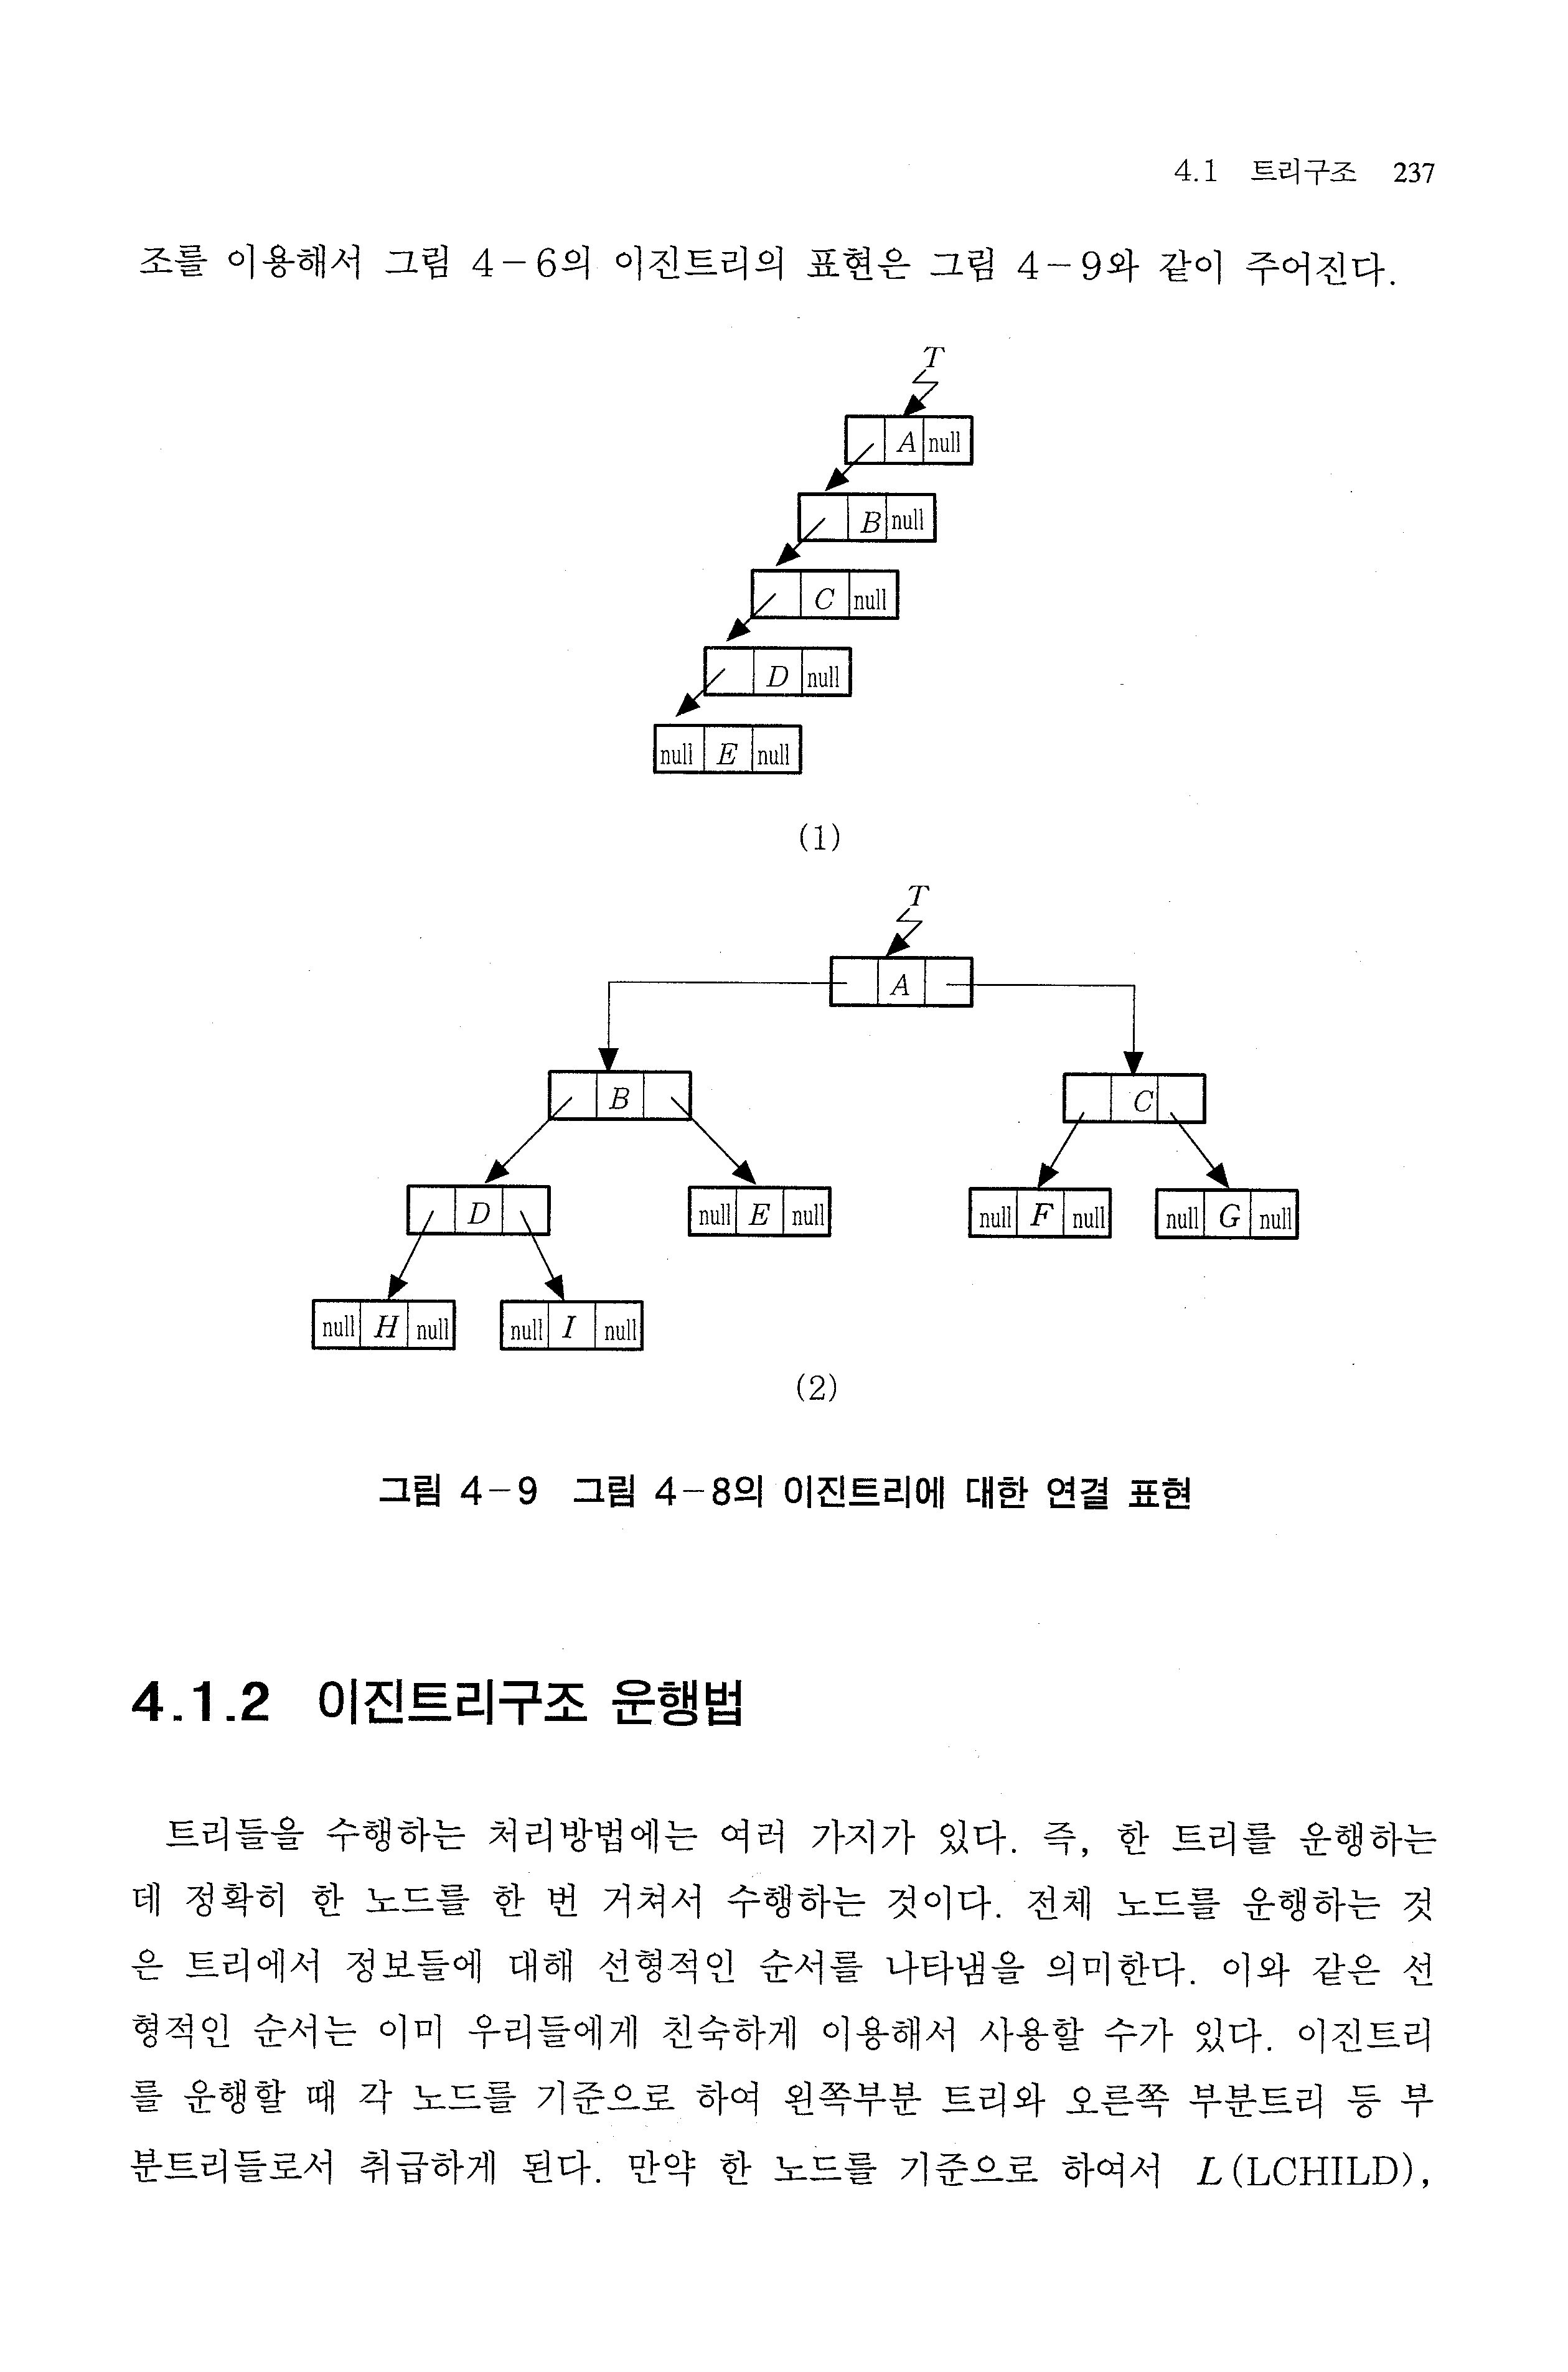 4.1 트리구조 237
조를 이용해서 그림 4-6의 이진트리의 표현은 그림 4-9와 같이 주어진다.
T
A null
B null
C null
D null
null E null
(1)
T
A
B
C
D
null E null
null F null
null G null
null H null
null I null
(2)
그림 4-9 그림 4-8의 이진트리에 대한 연결 표현
4.1.2 이진트리구조 운행법
트리들을 수행하는 처리방법에는 여러 가지가 있다. 즉, 한 트리를 운행하는
데 정확히 한 노드를 한 번 거쳐서 수행하는 것이다. 전체 노드를 운행하는 것
은 트리에서 정보들에 대해 선형적인 순서를 나타냄을 의미한다. 이와 같은 선
형적인 순서는 이미 우리들에게 친숙하게 이용해서 사용할 수가 있다. 이진트리
를 운행할 때 각 노드를 기준으로 하여 왼쪽부분 트리와 오른쪽 부분트리 등 부
분트리들로서 취급하게 된다. 만약 한 노드를 기준으로 하여서 L(LCHILD),